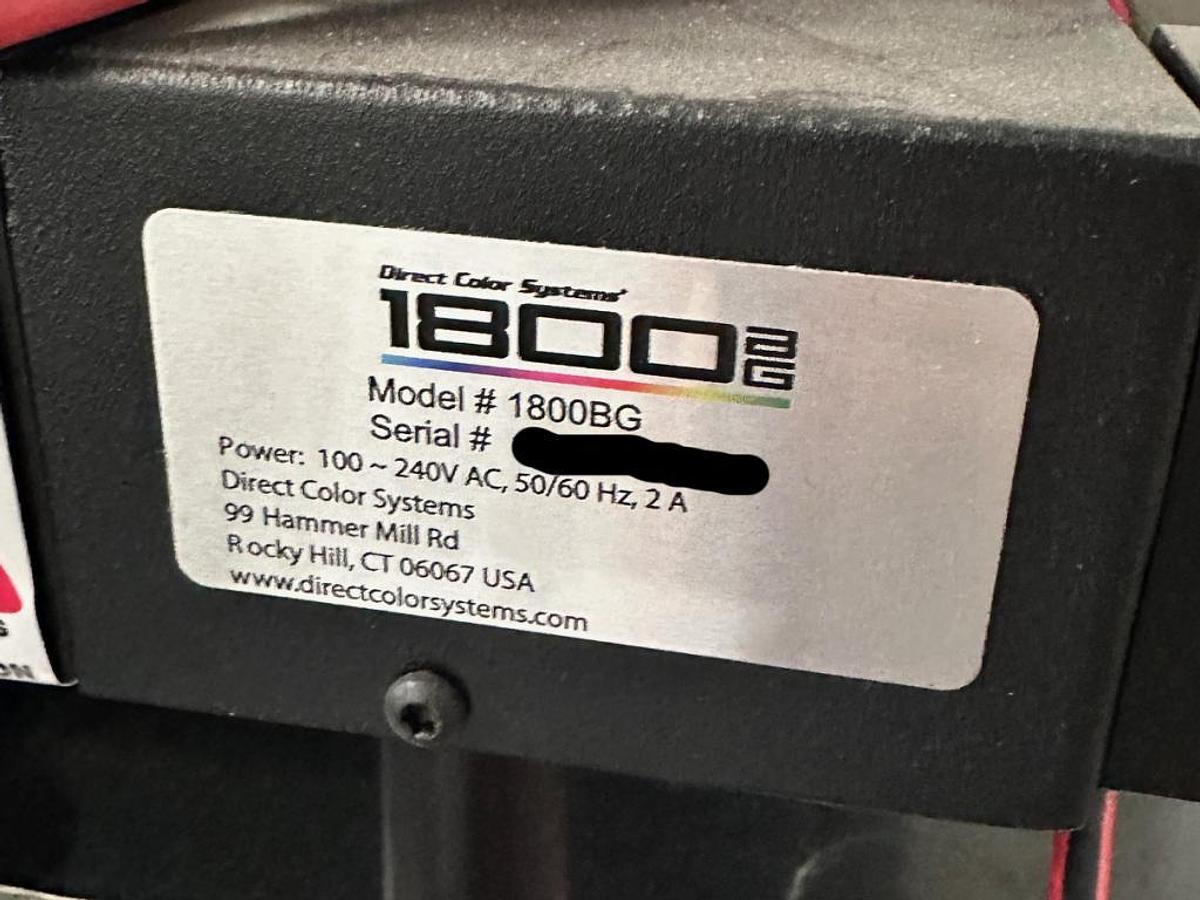 Direct Color Systems'
1800 BG
Model # 1800BG
Serial #
Power: 100 ~ 240V AC, 50/60 Hz, 2 A
Direct Color Systems
99 Hammer Mill Rd
Rocky Hill, CT 06067 USA
www.directcolorsystems.com